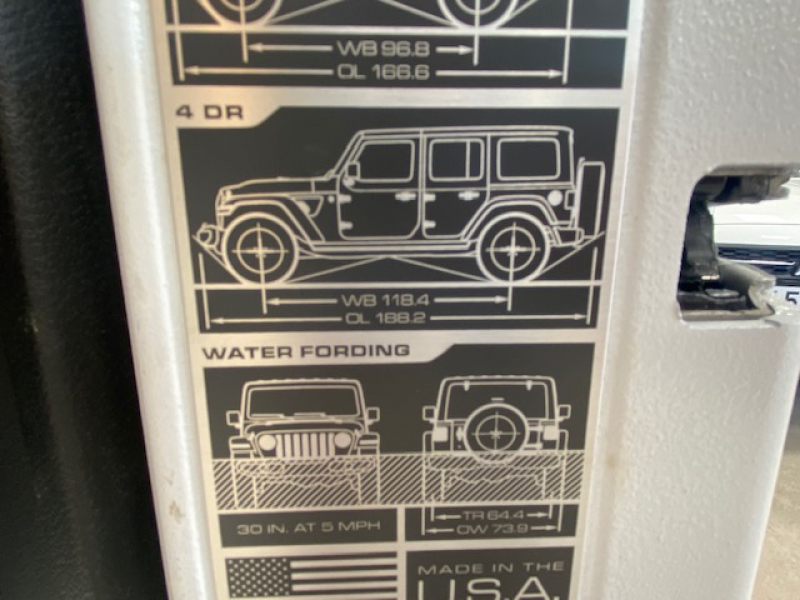 WB 96.8
OL 166.6
4 DR
WB 118.4
OL 188.2
WATER FORDING
30 IN. AT 5 MPH
TR 64.4
OW 73.9
MADE IN THE
U.S.A.
5